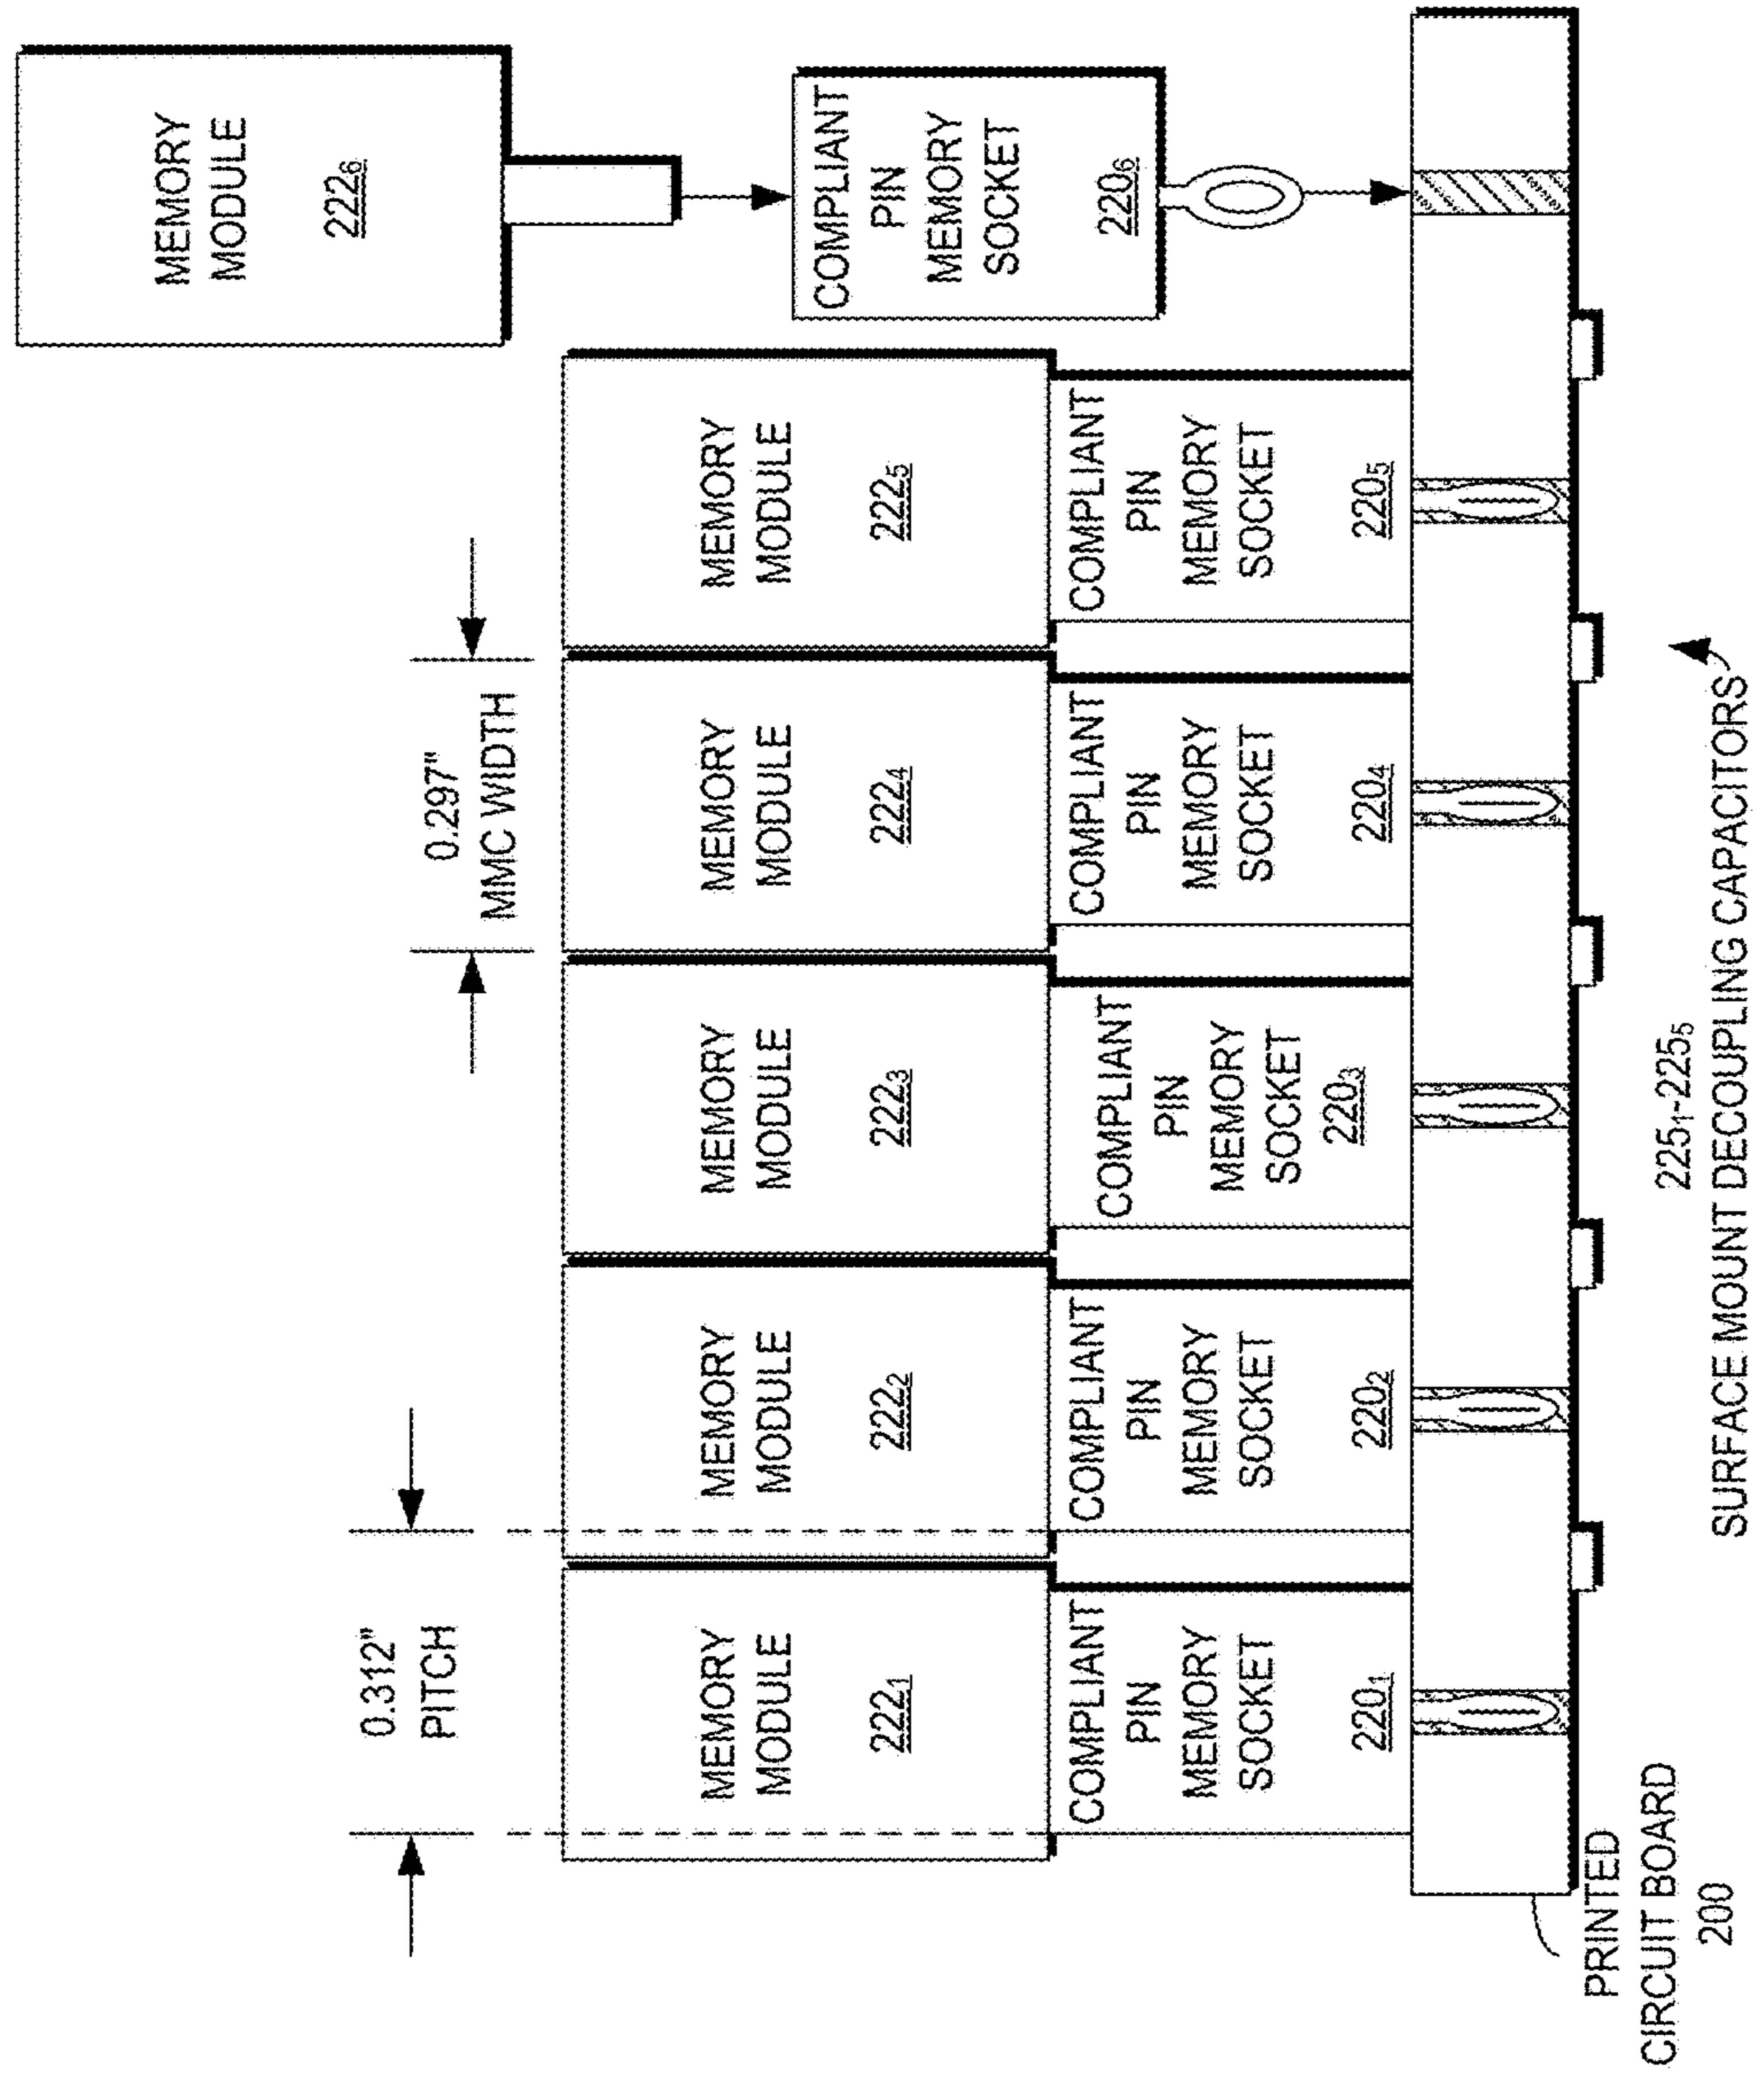 0.312"
PITCH
0.297"
MMC WIDTH
MEMORY
MODULE
222₁
MEMORY
MODULE
222₂
MEMORY
MODULE
222₃
MEMORY
MODULE
222₄
MEMORY
MODULE
222₅
MEMORY
MODULE
222₆
COMPLIANT
PIN
MEMORY
SOCKET
220₁
COMPLIANT
PIN
MEMORY
SOCKET
220₂
COMPLIANT
PIN
MEMORY
SOCKET
220₃
COMPLIANT
PIN
MEMORY
SOCKET
220₄
COMPLIANT
PIN
MEMORY
SOCKET
220₅
COMPLIANT
PIN
MEMORY
SOCKET
220₆
PRINTED
CIRCUIT BOARD
200
225₁-225₅
SURFACE MOUNT DECOUPLING CAPACITORS